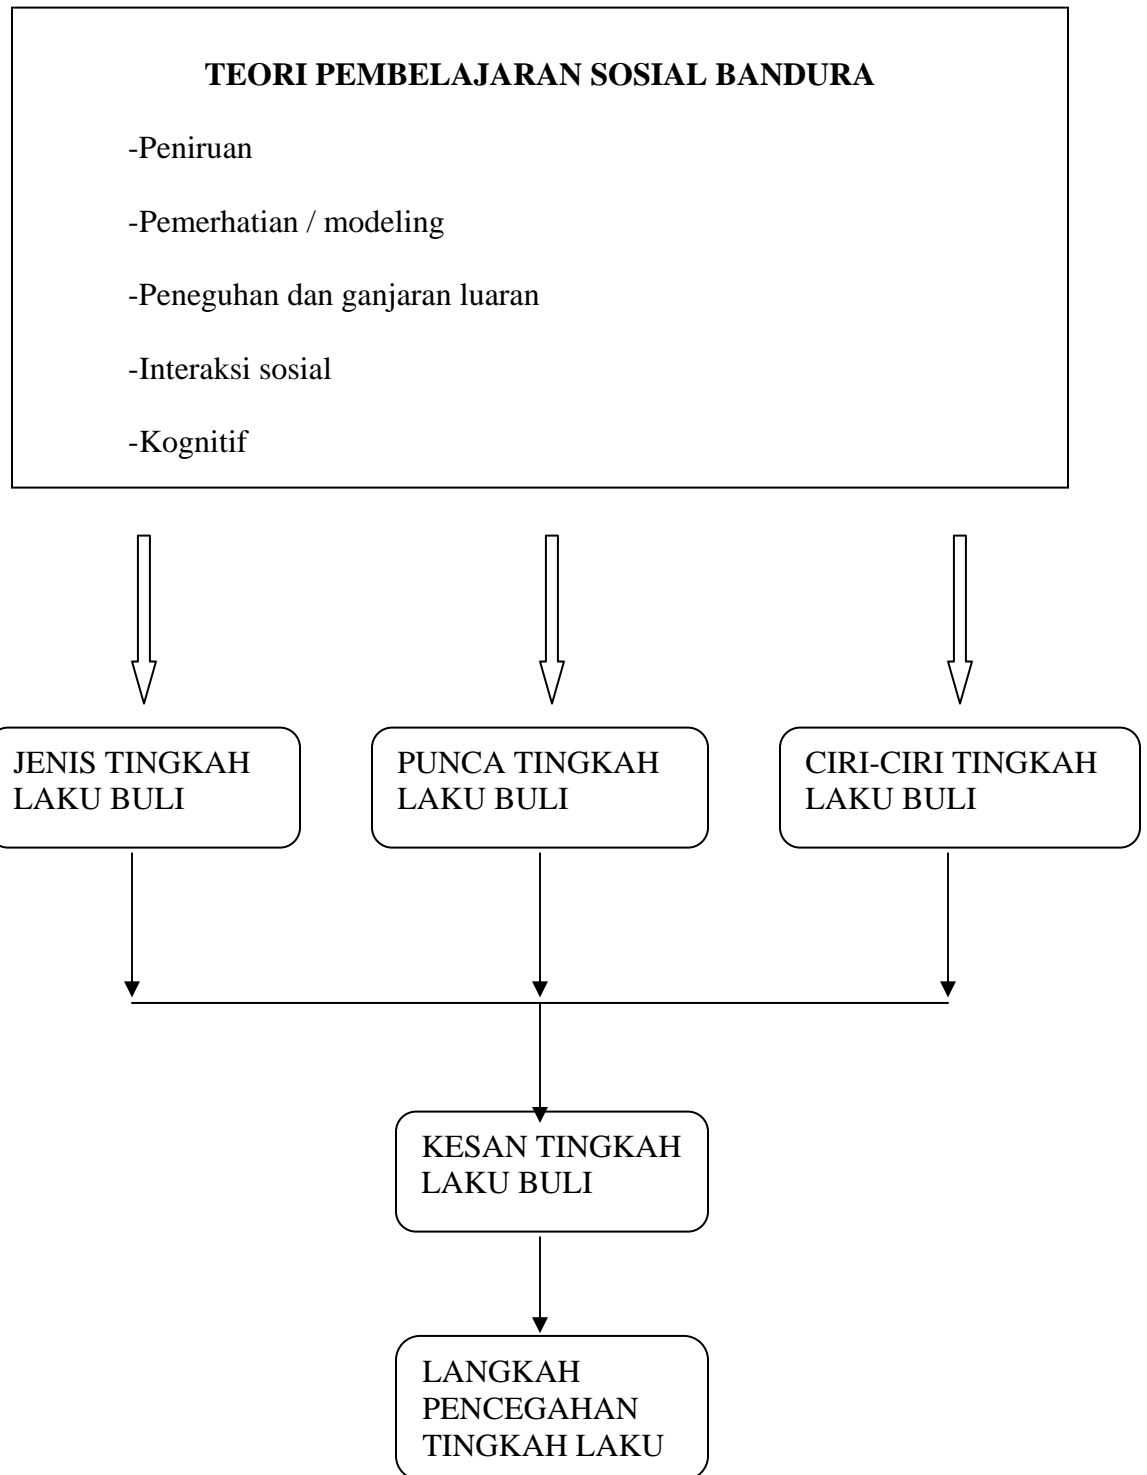 TEORI PEMBELAJARAN SOSIAL BANDURA
-Peniruan
-Pemerhatian / modeling
-Peneguhan dan ganjaran luaran
-Interaksi sosial
-Kognitif
JENIS TINGKAH
LAKU BULI
PUNCA TINGKAH
LAKU BULI
CIRI-CIRI TINGKAH
LAKU BULI
KESAN TINGKAH
LAKU BULI
LANGKAH
PENCEGAHAN
TINGKAH LAKU